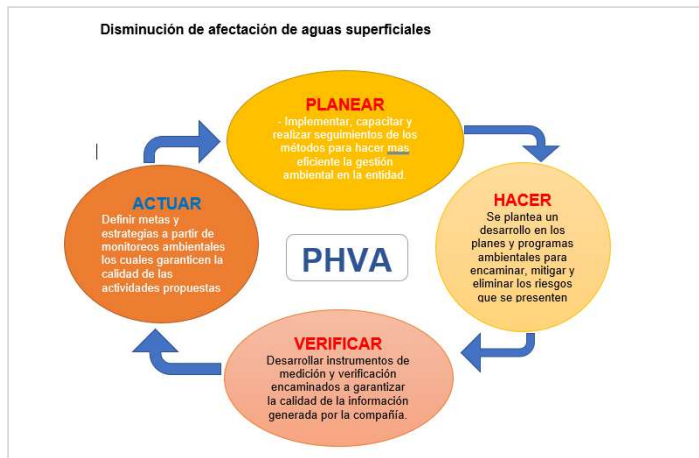 Disminución de afectación de aguas superficiales
PLANEAR
- Implementar, capacitar y
realizar seguimientos de los
métodos para hacer mas
eficiente la gestión
ambiental en la entidad.
HACER
Se plantea un
desarrollo en los
planes y programas
ambientales para
encaminar, mitigar y
eliminar los riesgos
que se presenten
ACTUAR
Definir metas y
estrategias a partir de
monitoreos ambientales
los cuales garanticen la
calidad de las
actividades propuestas
PHVA
VERIFICAR
Desarrollar instrumentos de
medición y verificación
encaminados a garantizar
la calidad de la información
generada por la compañía.